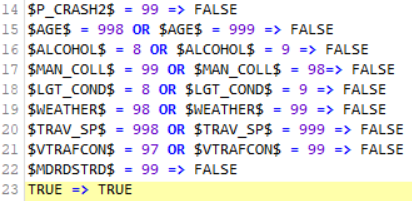 14 $P_CRASH2$ = 99 => FALSE
15 $AGE$ = 998 OR $AGE$ = 999 => FALSE
16 $ALCOHOL$ = 8 OR $ALCOHOL$ = 9 => FALSE
17 $MAN_COLL$ = 99 OR $MAN_COLL$ = 98=> FALSE
18 $LGT_COND$ = 8 OR $LGT_COND$ = 9 => FALSE
19 $WEATHER$ = 98 OR $WEATHER$ = 99 => FALSE
20 $TRAV_SP$ = 998 OR $TRAV_SP$ = 999 => FALSE
21 $VTRAFCON$ = 97 OR $VTRAFCON$ = 99 => FALSE
22 $MDRDSTRD$ = 99 => FALSE
23 TRUE => TRUE